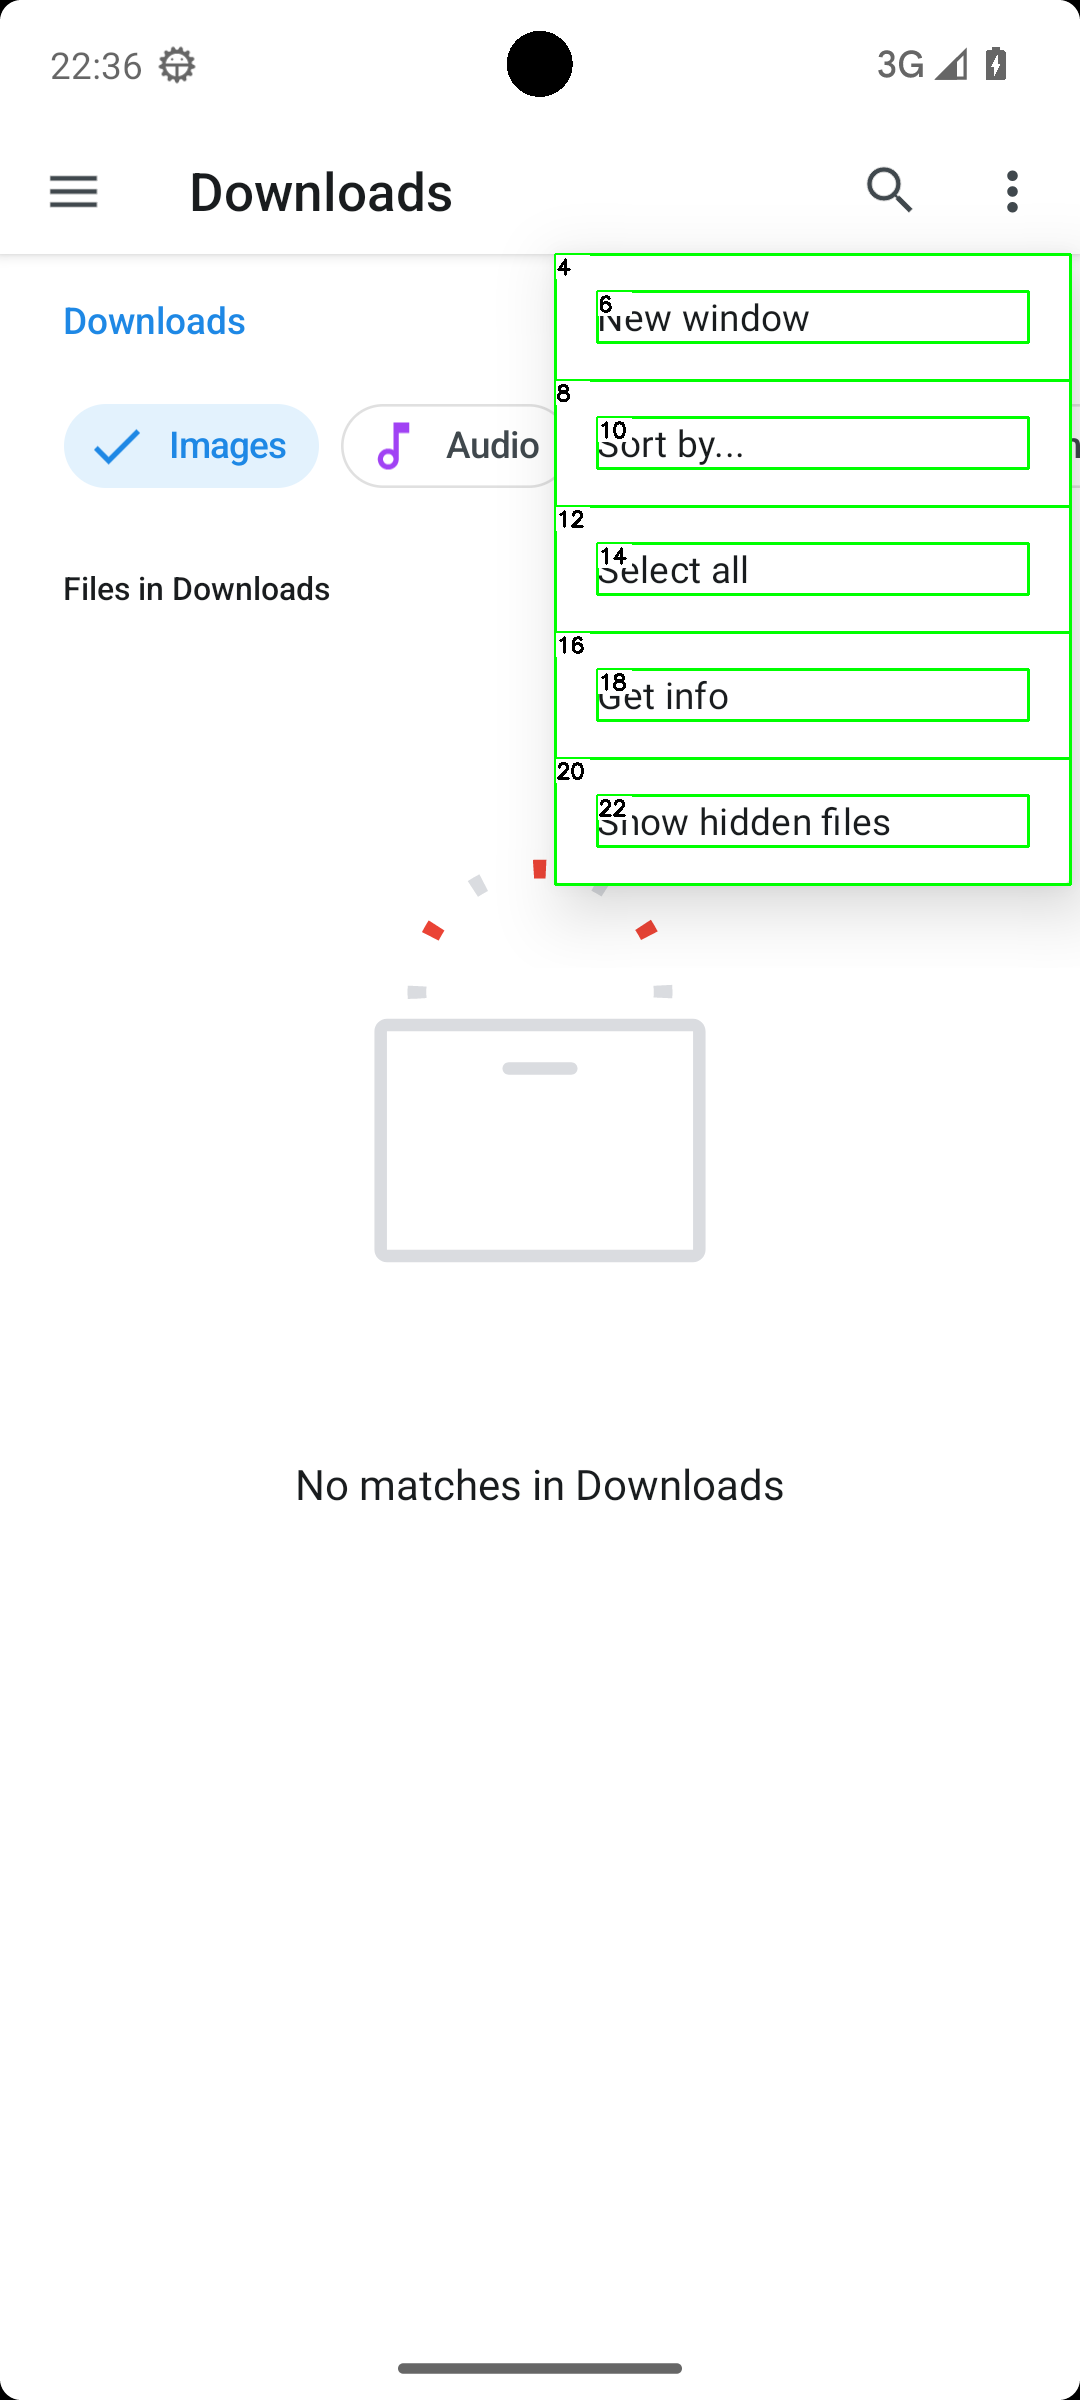 22:36
3G
Downloads
Downloads
4
6
New window
Images
Audio
8
10
Sort by...
12
14
Select all
Files in Downloads
16
18
Get info
20
22
Show hidden files
No matches in Downloads